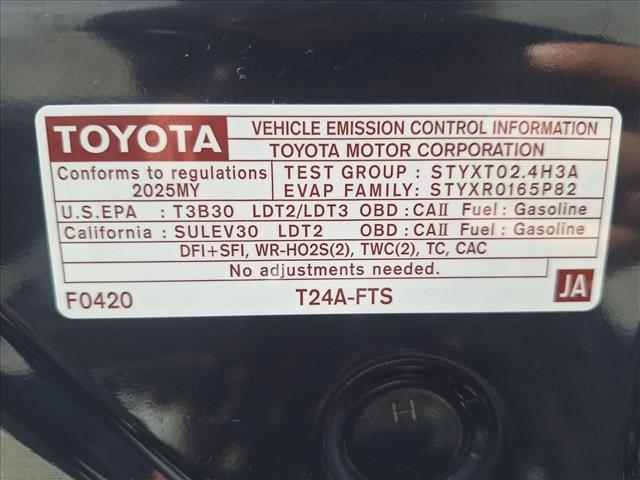 TOYOTA VEHICLE EMISSION CONTROL INFORMATION
TOYOTA MOTOR CORPORATION
Conforms to regulations
2025MY
TEST GROUP : STYXT02.4H3A
EVAP FAMILY: STYXR0165P82
U.S.EPA : T3B30 LDT2/LDT3 OBD : CAII Fuel : Gasoline
California : SULEV30 LDT2 OBD : CAII Fuel : Gasoline
DFI+SFI, WR-HO2S(2), TWC(2), TC, CAC
No adjustments needed.
F0420 T24A-FTS JA
H